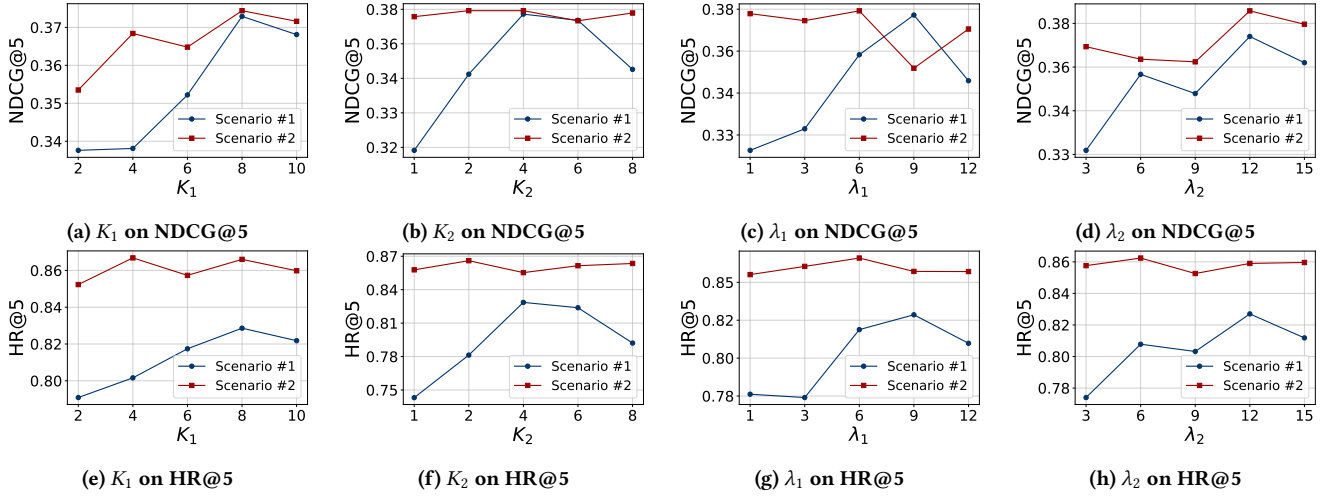 NDCG@5
0.37
0.36
0.35
0.34
2 4 6 8 10
K₁
Scenario #1
Scenario #2
(a) K₁ on NDCG@5
NDCG@5
0.38
0.36
0.34
0.32
1 2 4 6 8
K₂
Scenario #1
Scenario #2
(b) K₂ on NDCG@5
NDCG@5
0.38
0.36
0.34
0.33
1 3 6 9 12
λ₁
Scenario #1
Scenario #2
(c) λ₁ on NDCG@5
NDCG@5
0.38
0.36
0.34
0.33
3 6 9 12 15
λ₂
Scenario #1
Scenario #2
(d) λ₂ on NDCG@5
HR@5
0.86
0.84
0.82
0.80
2 4 6 8 10
K₁
Scenario #1
Scenario #2
(e) K₁ on HR@5
HR@5
0.87
0.84
0.81
0.78
0.75
1 2 4 6 8
K₂
Scenario #1
Scenario #2
(f) K₂ on HR@5
HR@5
0.85
0.82
0.80
0.78
1 3 6 9 12
λ₁
Scenario #1
Scenario #2
(g) λ₁ on HR@5
HR@5
0.86
0.84
0.82
0.80
0.78
3 6 9 12 15
λ₂
Scenario #1
Scenario #2
(h) λ₂ on HR@5